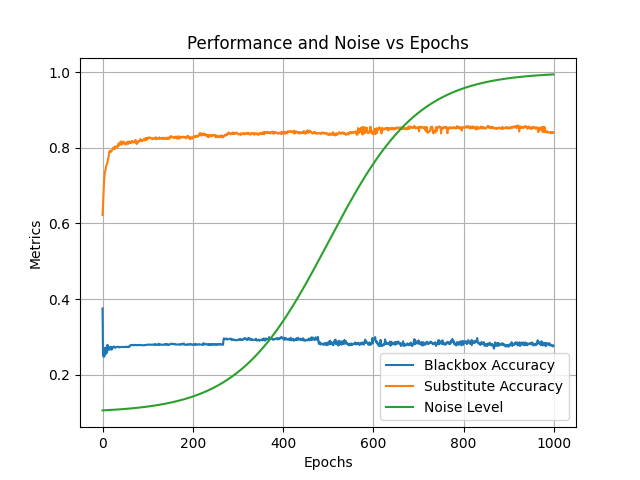 Performance and Noise vs Epochs
Metrics
1.0
0.8
0.6
0.4
0.2
0 200 400 600 800 1000
Epochs
Blackbox Accuracy
Substitute Accuracy
Noise Level